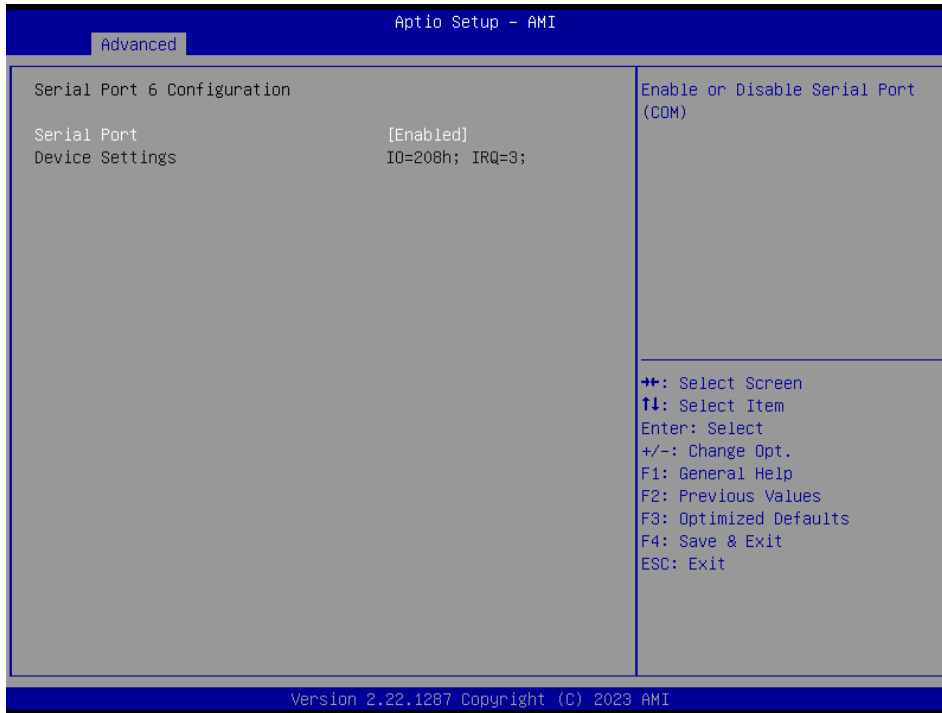 Aptio Setup – AMI
Advanced
Serial Port 6 Configuration
Serial Port [Enabled]
Device Settings IO=208h; IRQ=3;
Enable or Disable Serial Port
(COM)
→←: Select Screen
↑↓: Select Item
Enter: Select
+/-: Change Opt.
F1: General Help
F2: Previous Values
F3: Optimized Defaults
F4: Save & Exit
ESC: Exit
Version 2.22.1287 Copyright (C) 2023 AMI